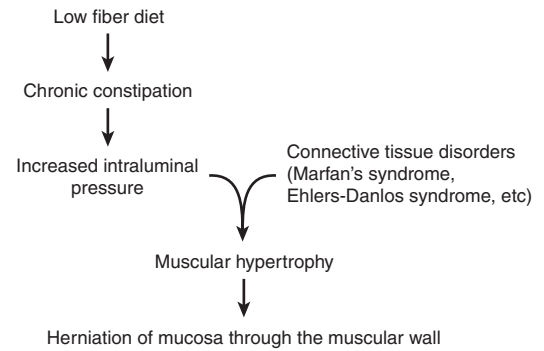 Low fiber diet
Chronic constipation
Increased intraluminal
pressure
Connective tissue disorders
(Marfan's syndrome,
Ehlers-Danlos syndrome, etc)
Muscular hypertrophy
Herniation of mucosa through the muscular wall